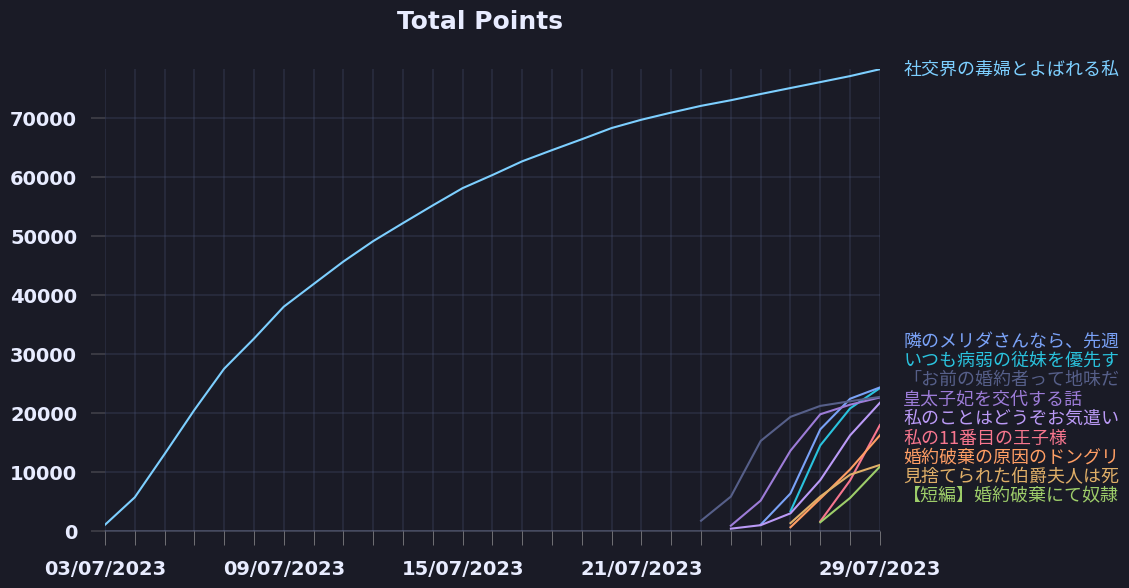 Total Points
社交界の毒婦とよばれる私
70000
60000
50000
40000
30000
20000
10000
0
隣のメリダさんなら、先週
いつも病弱の従妹を優先す
「お前の婚約者って地味だ
皇太子妃を交代する話
私のことはどうぞお気遣い
私の11番目の王子様
婚約破棄の原因のドングリ
見捨てられた伯爵夫人は死
【短編】婚約破棄にて奴隷
03/07/2023
09/07/2023
15/07/2023
21/07/2023
29/07/2023